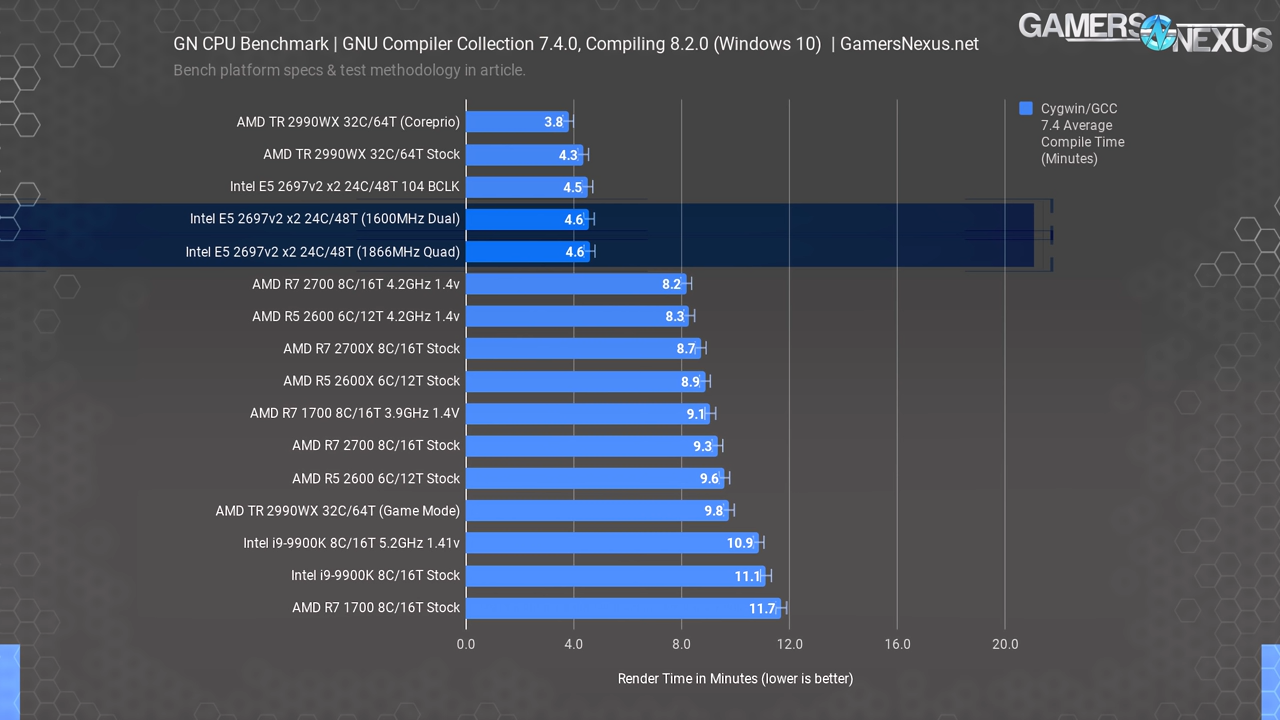 GN CPU Benchmark | GNU Compiler Collection 7.4.0, Compiling 8.2.0 (Windows 10) | GamersNexus.net
GAMERS NEXUS
Bench platform specs & test methodology in article.
Cygwin/GCC
7.4 Average
Compile Time
(Minutes)
AMD TR 2990WX 32C/64T (Coreprio) 3.8
AMD TR 2990WX 32C/64T Stock 4.3
Intel E5 2697v2 x2 24C/48T 104 BCLK 4.5
Intel E5 2697v2 x2 24C/48T (1600MHz Dual) 4.6
Intel E5 2697v2 x2 24C/48T (1866MHz Quad) 4.6
AMD R7 2700 8C/16T 4.2GHz 1.4v 8.2
AMD R5 2600 6C/12T 4.2GHz 1.4v 8.3
AMD R7 2700X 8C/16T Stock 8.7
AMD R5 2600X 6C/12T Stock 8.9
AMD R7 1700 8C/16T 3.9GHz 1.4V 9.1
AMD R7 2700 8C/16T Stock 9.3
AMD R5 2600 6C/12T Stock 9.6
AMD TR 2990WX 32C/64T (Game Mode) 9.8
Intel i9-9900K 8C/16T 5.2GHz 1.41v 10.9
Intel i9-9900K 8C/16T Stock 11.1
AMD R7 1700 8C/16T Stock 11.7
0.0 4.0 8.0 12.0 16.0 20.0
Render Time in Minutes (lower is better)